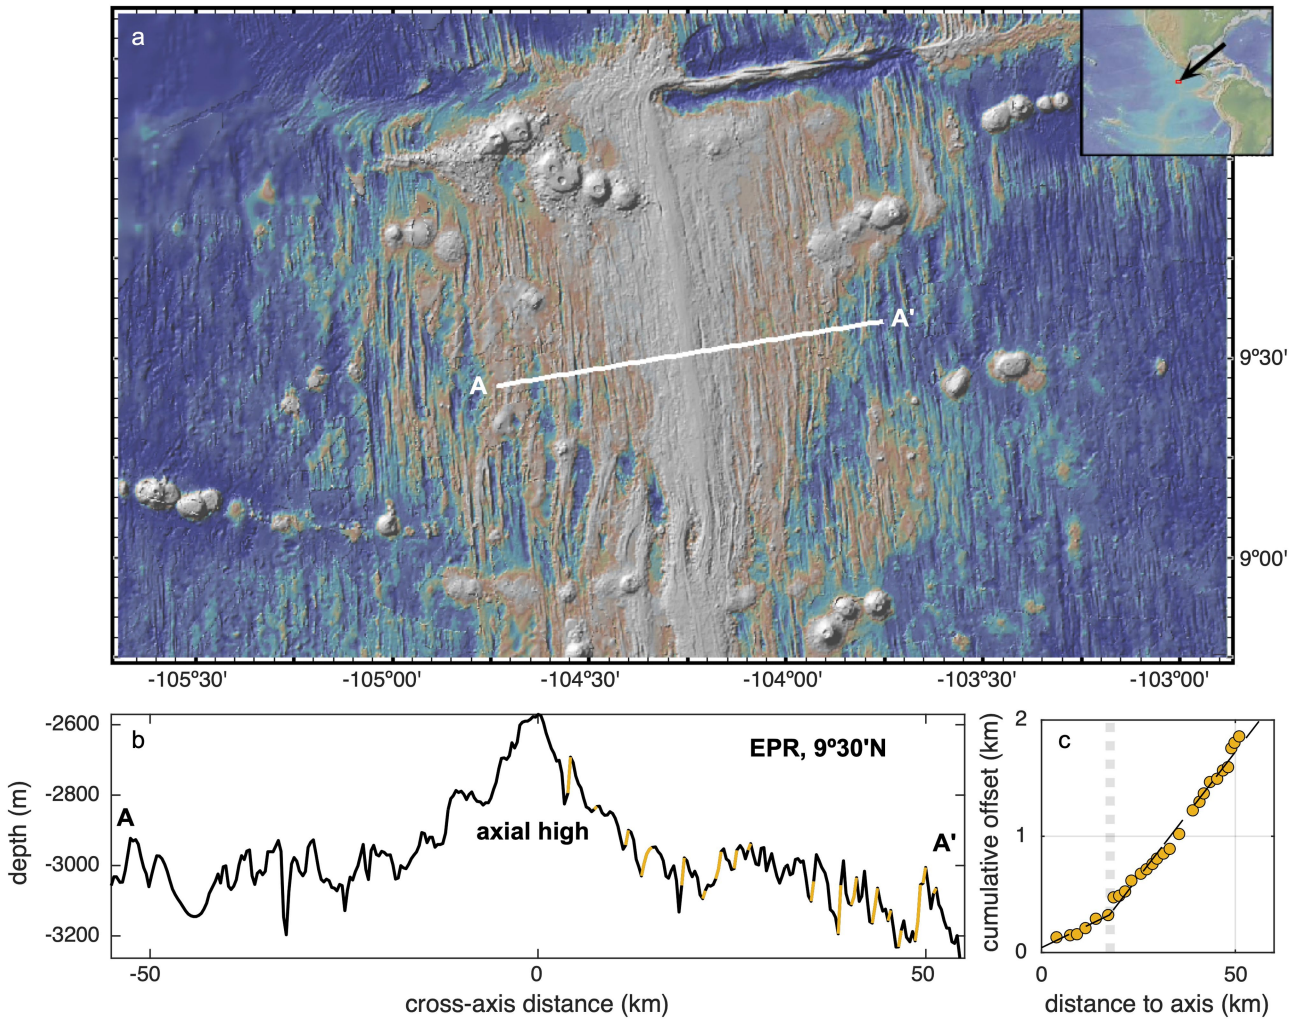 a
A'
A
9º30'
9º00'
-105º30'
-105º00'
-104º30'
-104º00'
-103º30'
-103º00'
b
EPR, 9º30'N
A
axial high
A'
depth (m)
-2600
-2800
-3000
-3200
-50
0
50
cross-axis distance (km)
c
cumulative offset (km)
2
1
0
0
50
distance to axis (km)